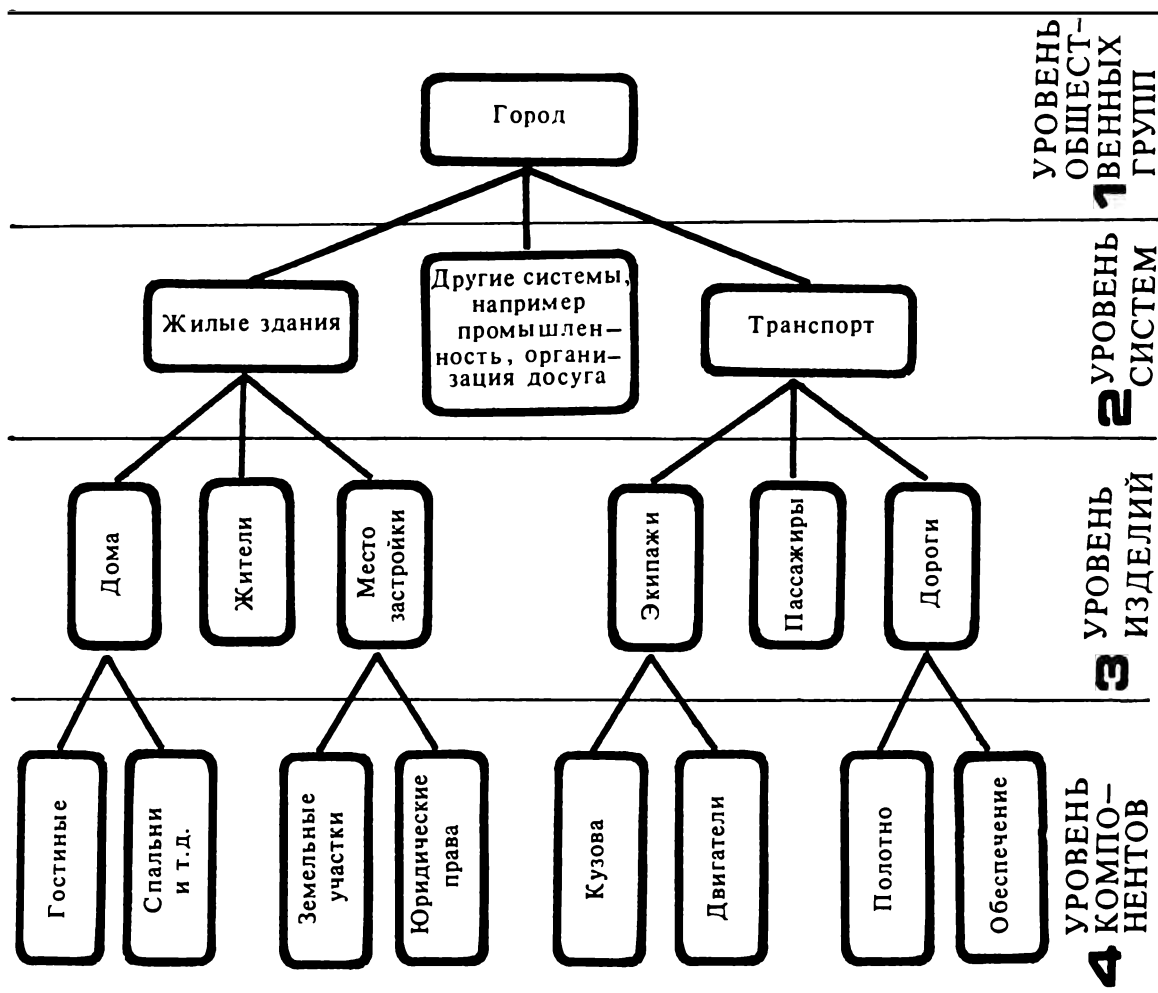 Город
1 УРОВЕНЬ
ОБЩЕСТ–
ВЕННЫХ
ГРУПП
Жилые здания
Другие системы,
например
промышлен–
ность, органи–
зация досуга
Транспорт
2 УРОВЕНЬ
СИСТЕМ
Дома
Жители
Место
застройки
Экипажи
Пассажиры
Дороги
3 УРОВЕНЬ
ИЗДЕЛИЙ
Гостиные
Спальни
и т.д.
Земельные
участки
Юридические
права
Кузова
Двигатели
Полотно
Обеспечение
4 УРОВЕНЬ
КОМПО–
НЕНТОВ